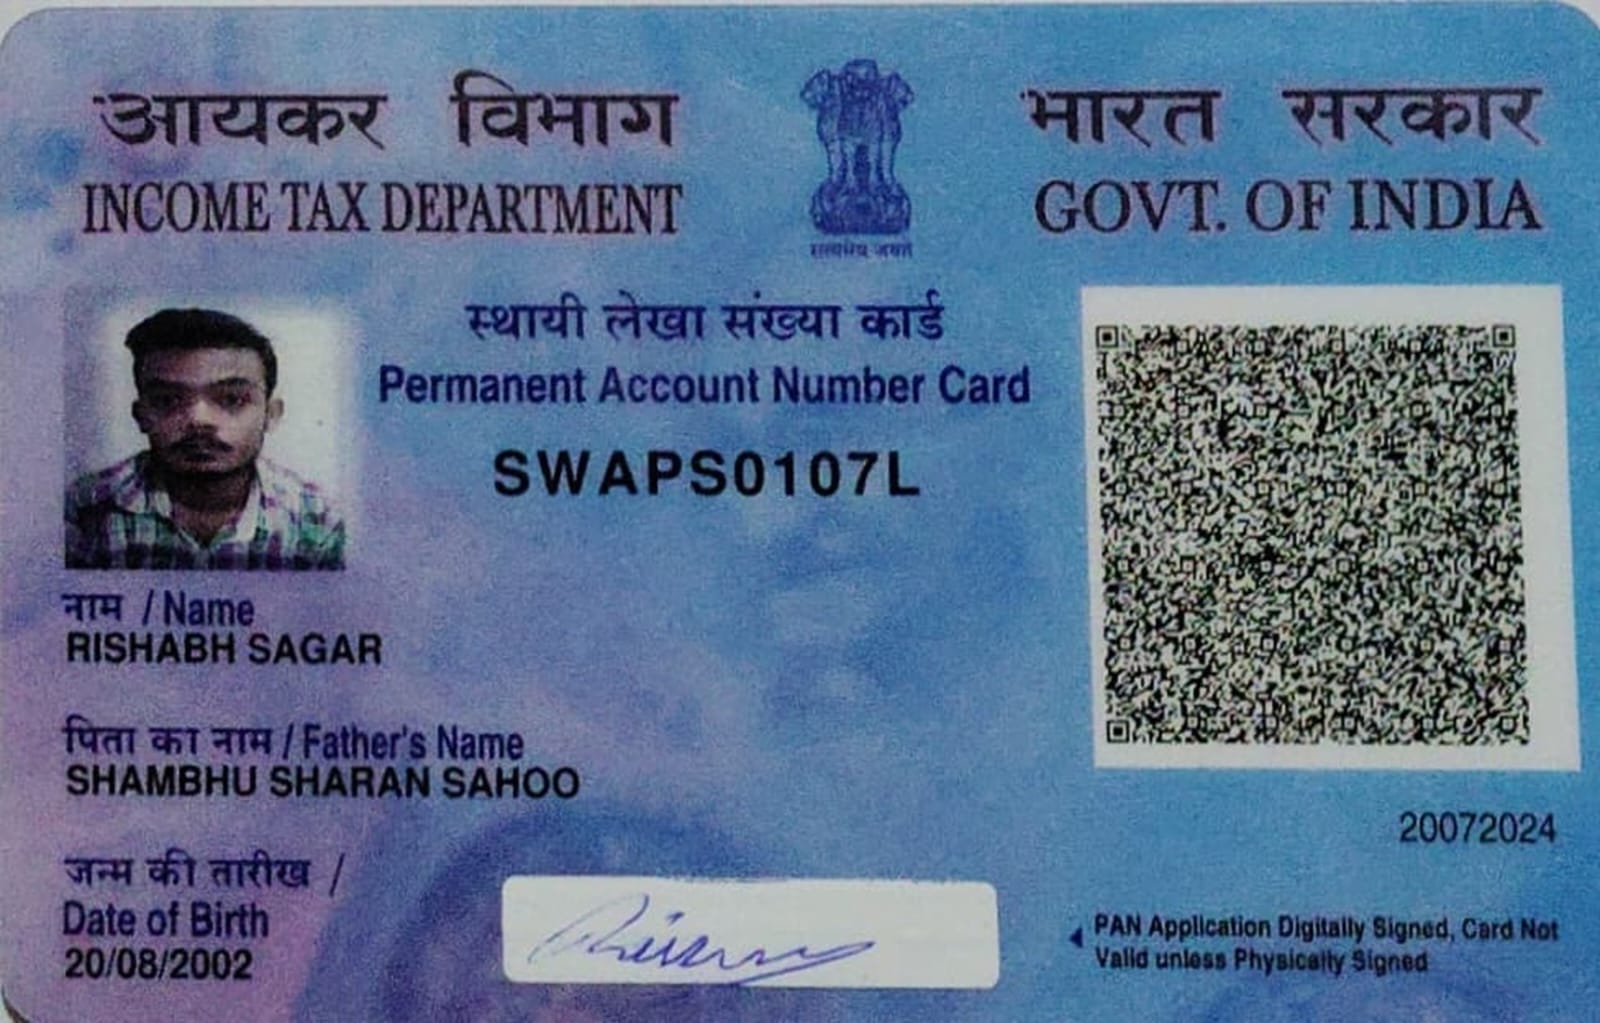 आयकर विभाग
INCOME TAX DEPARTMENT
सत्यमेव जयते
भारत सरकार
GOVT. OF INDIA
स्थायी लेखा संख्या कार्ड
Permanent Account Number Card
SWAPS0107L
नाम / Name
RISHABH SAGAR
पिता का नाम / Father's Name
SHAMBHU SHARAN SAHOO
जन्म की तारीख /
Date of Birth
20/08/2002
20072024
PAN Application Digitally Signed, Card Not
Valid unless Physically Signed